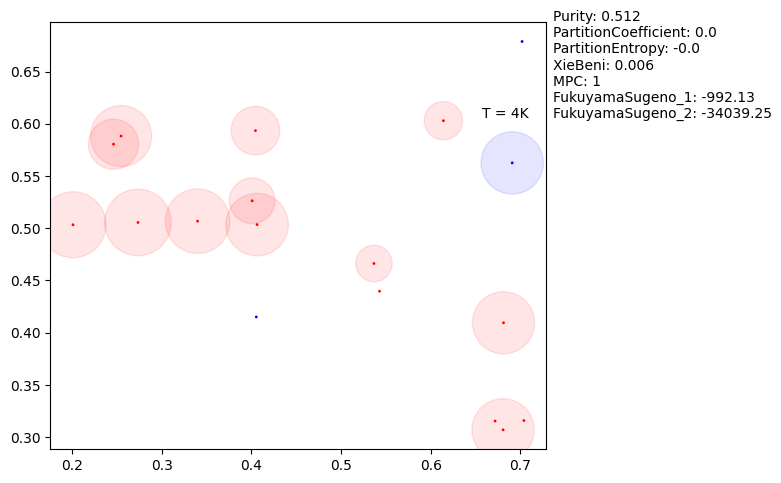 Purity: 0.512
PartitionCoefficient: 0.0
PartitionEntropy: -0.0
XieBeni: 0.006
MPC: 1
FukuyamaSugeno_1: -992.13
FukuyamaSugeno_2: -34039.25
T = 4K
0.65
0.60
0.55
0.50
0.45
0.40
0.35
0.30
0.2 0.3 0.4 0.5 0.6 0.7